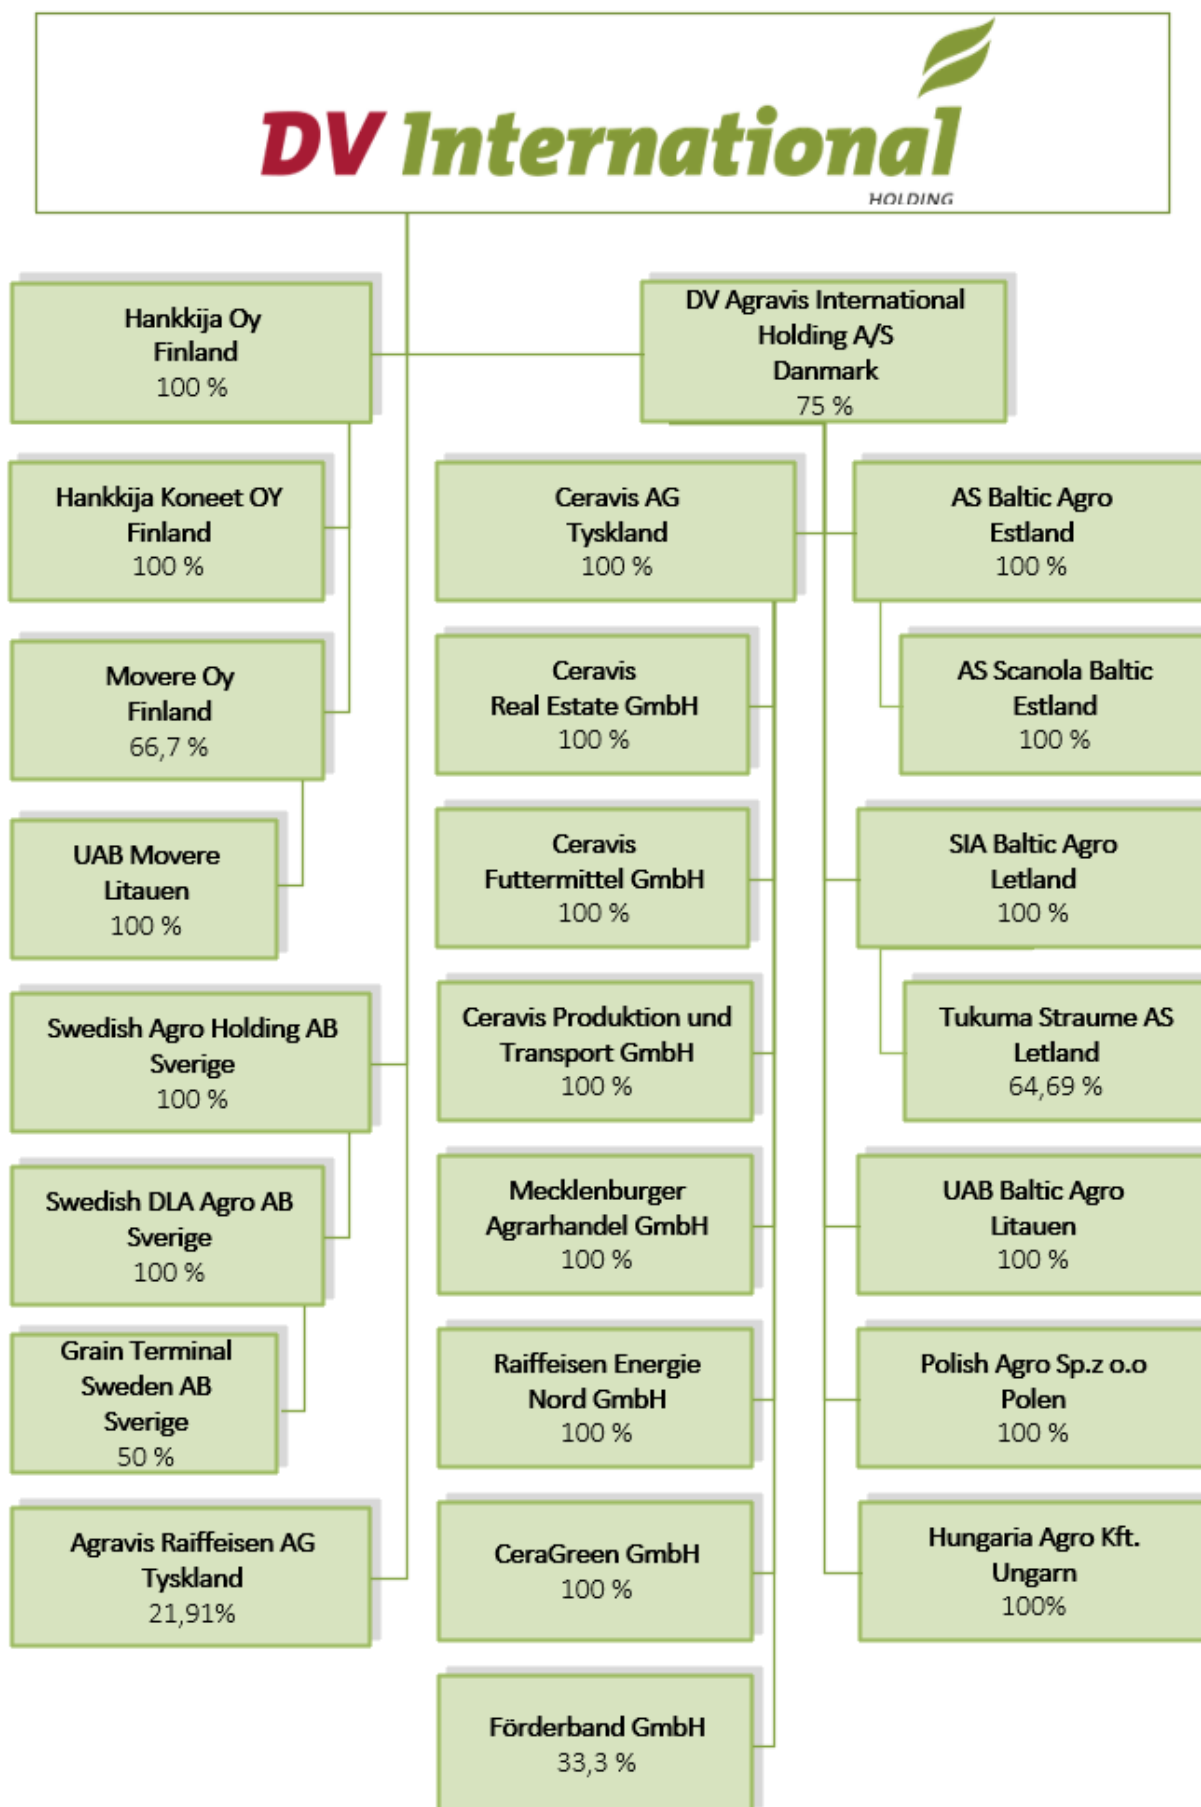 DV International
HOLDING
Hankkija Oy
Finland
100 %
DV Agravis International
Holding A/S
Danmark
75 %
Hankkija Koneet OY
Finland
100 %
Movere Oy
Finland
66,7 %
UAB Movere
Litauen
100 %
Swedish Agro Holding AB
Sverige
100 %
Swedish DLA Agro AB
Sverige
100 %
Grain Terminal
Sweden AB
Sverige
50 %
Agravis Raiffeisen AG
Tyskland
21,91%
Ceravis AG
Tyskland
100 %
Ceravis
Real Estate GmbH
100 %
Ceravis
Futtermittel GmbH
100 %
Ceravis Produktion und
Transport GmbH
100 %
Mecklenburger
Agrarhandel GmbH
100 %
Raiffeisen Energie
Nord GmbH
100 %
CeraGreen GmbH
100 %
Förderband GmbH
33,3 %
AS Baltic Agro
Estland
100 %
AS Scanola Baltic
Estland
100 %
SIA Baltic Agro
Letland
100 %
Tukuma Straume AS
Letland
64,69 %
UAB Baltic Agro
Litauen
100 %
Polish Agro Sp.z o.o
Polen
100 %
Hungaria Agro Kft.
Ungarn
100%